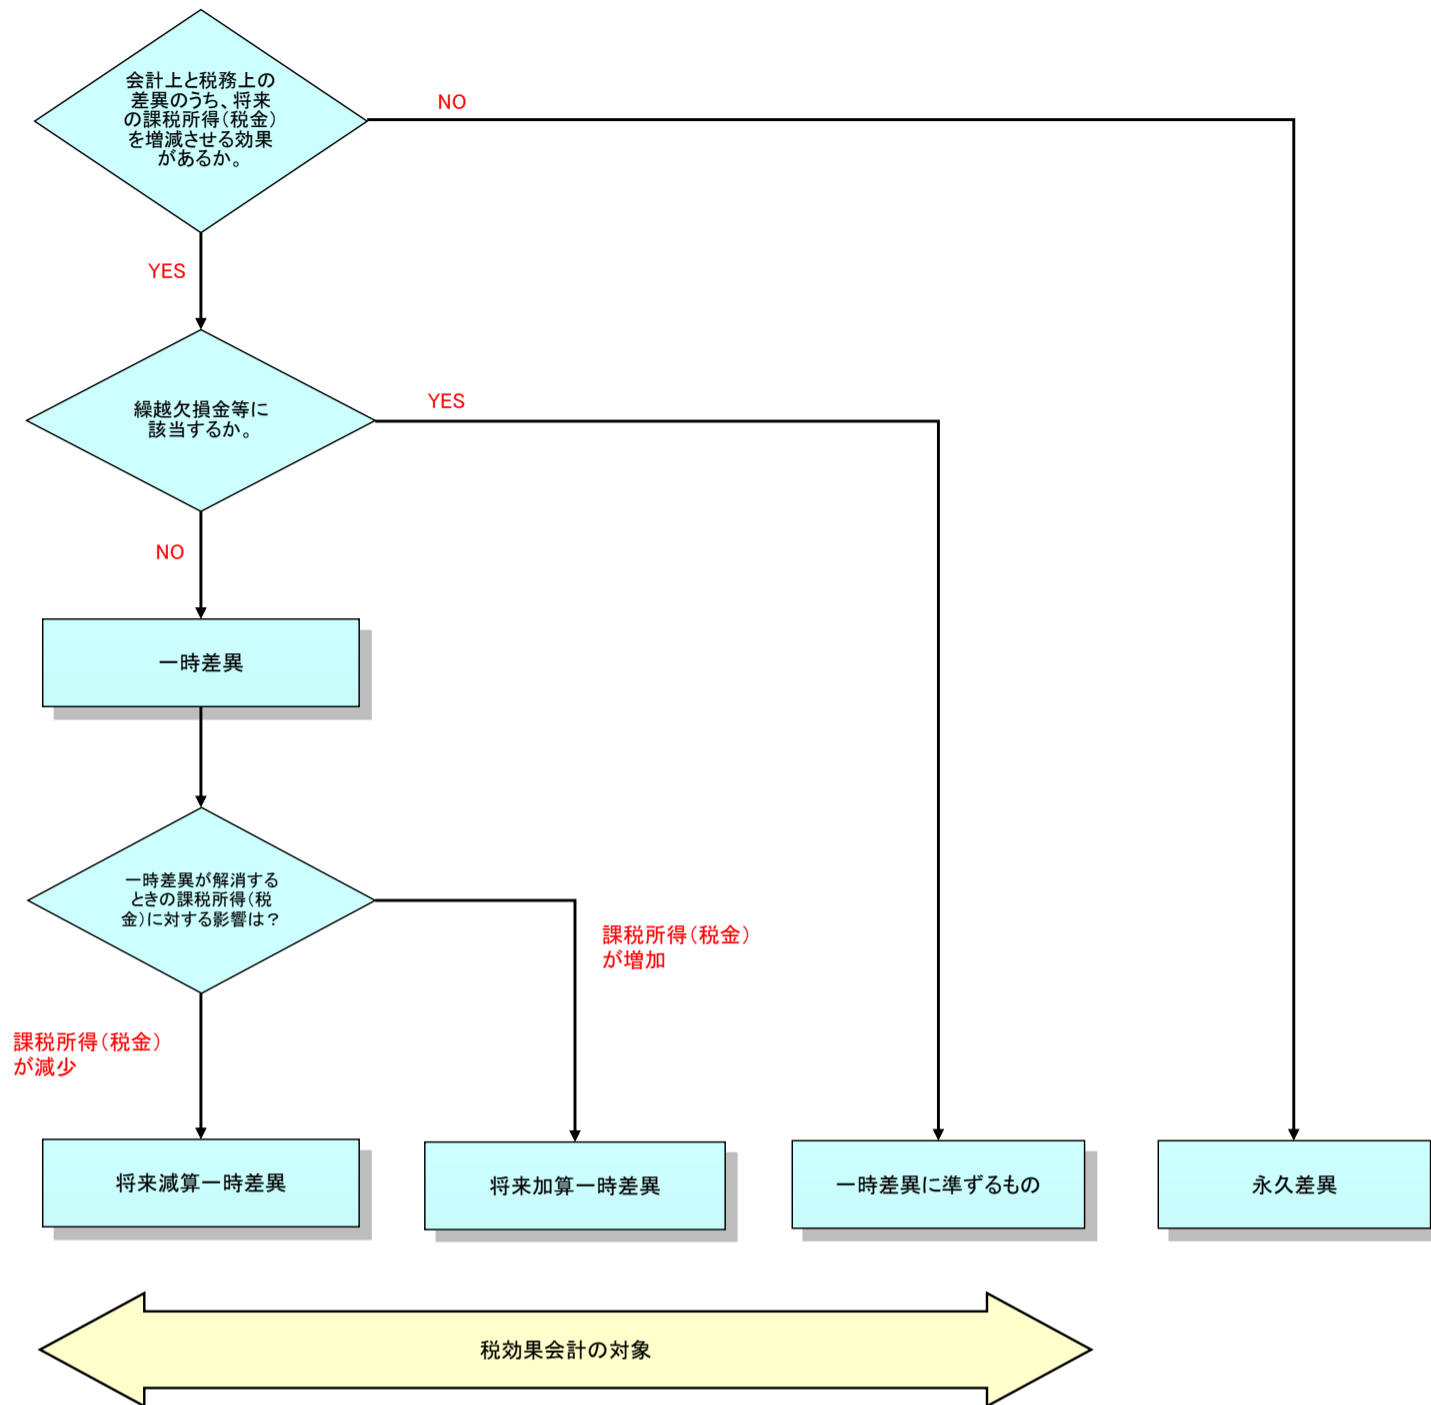 会計上と税務上の
差異のうち、将来
の課税所得（税金）
を増減させる効果
があるか。
NO
YES
繰越欠損金等に
該当するか。
YES
NO
一時差異
一時差異が解消する
ときの課税所得（税
金）に対する影響は？
課税所得（税金）
が増加
課税所得（税金）
が減少
将来減算一時差異
将来加算一時差異
一時差異に準ずるもの
永久差異
税効果会計の対象